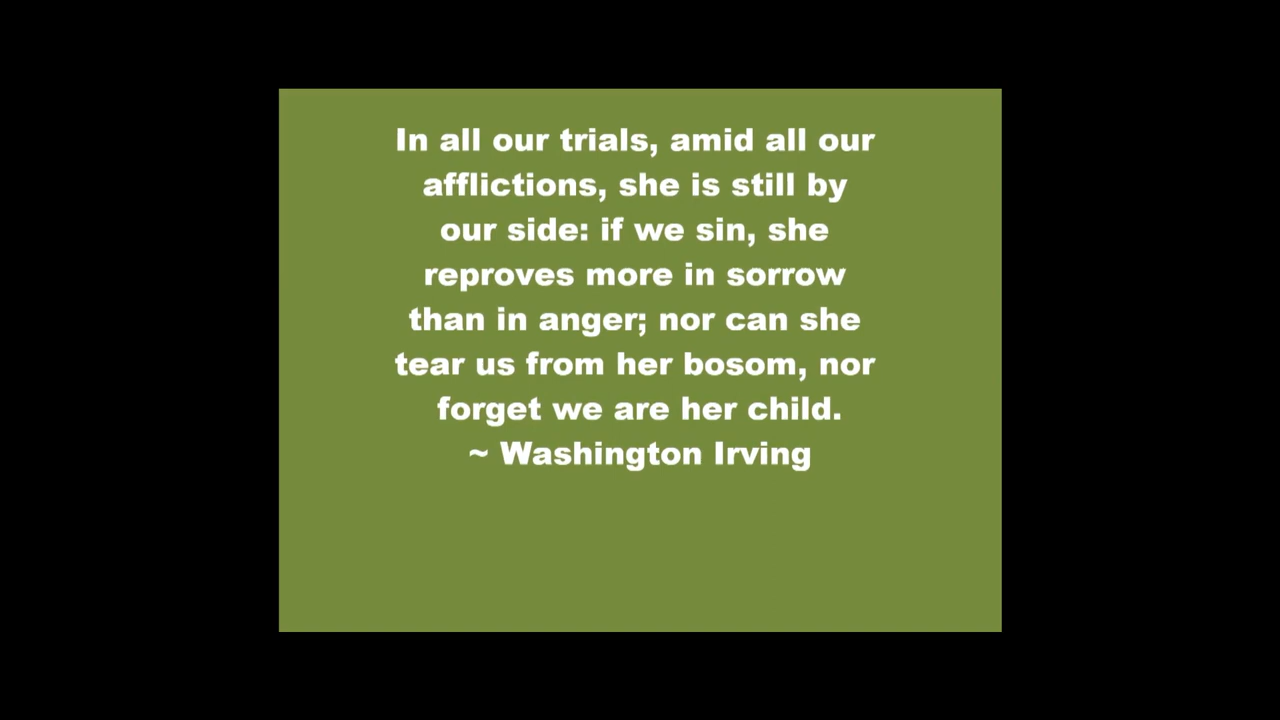 In all our trials, amid all our
afflictions, she is still by
our side: if we sin, she
reproves more in sorrow
than in anger; nor can she
tear us from her bosom, nor
forget we are her child.
~ Washington Irving